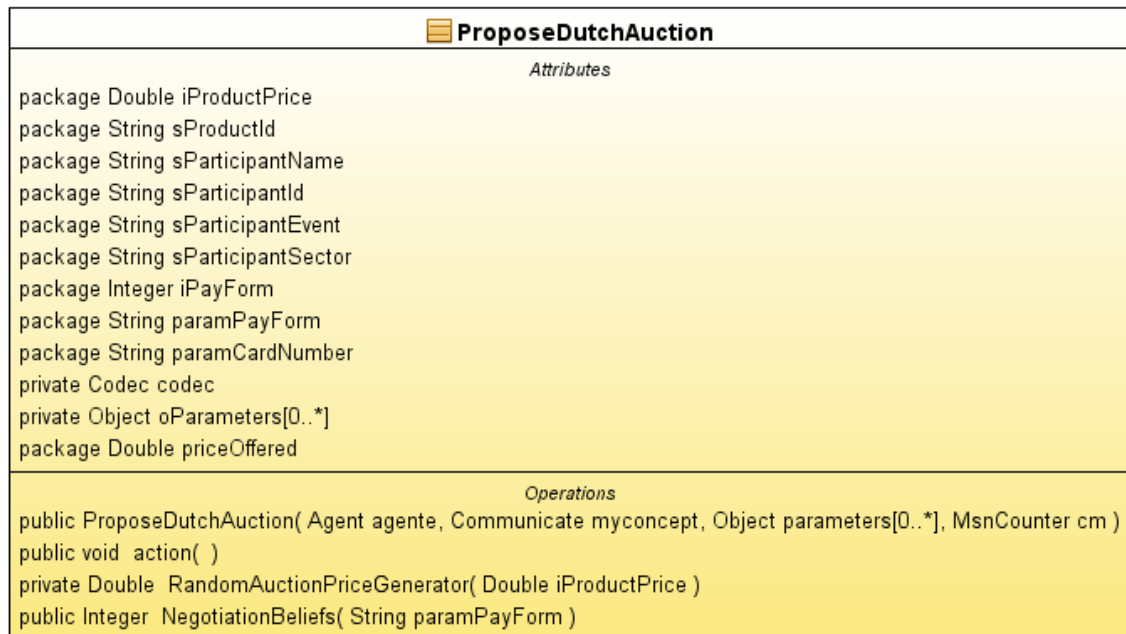 ProposeDutchAuction
Attributes
package Double iProductPrice
package String sProductId
package String sParticipantName
package String sParticipantId
package String sParticipantEvent
package String sParticipantSector
package Integer iPayForm
package String paramPayForm
package String paramCardNumber
private Codec codec
private Object oParameters[0..*]
package Double priceOffered
Operations
public ProposeDutchAuction( Agent agente, Communicate myconcept, Object parameters[0..*], MsnCounter cm )
public void  action( )
private Double  RandomAuctionPriceGenerator( Double iProductPrice )
public Integer  NegotiationBeliefs( String paramPayForm )